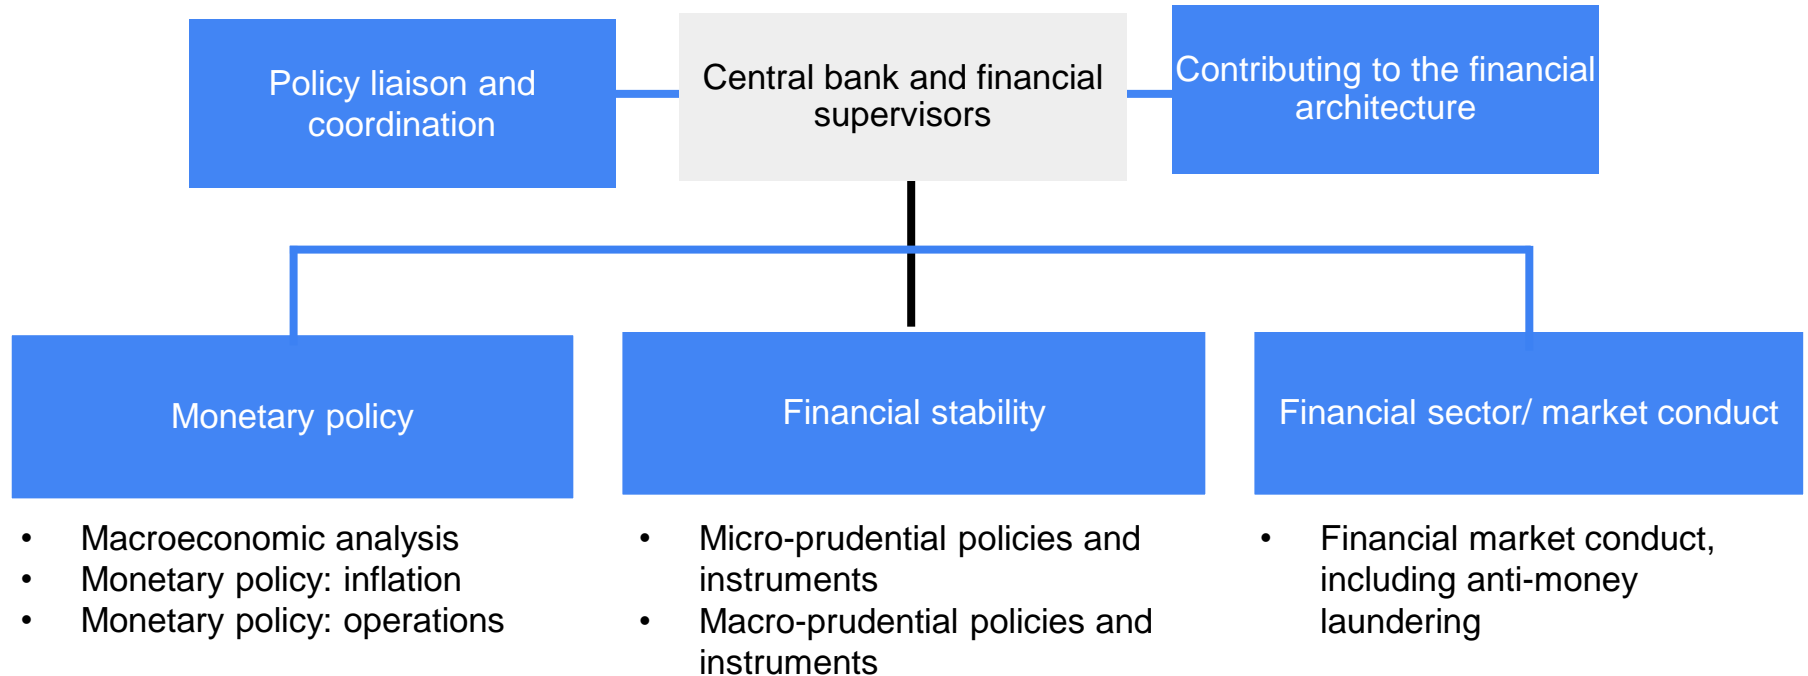 Policy liaison and
coordination
Central bank and financial
supervisors
Contributing to the financial
architecture
Monetary policy
Financial stability
Financial sector/ market conduct
• Macroeconomic analysis
• Monetary policy: inflation
• Monetary policy: operations
• Micro-prudential policies and
instruments
• Macro-prudential policies and
instruments
• Financial market conduct,
including anti-money
laundering